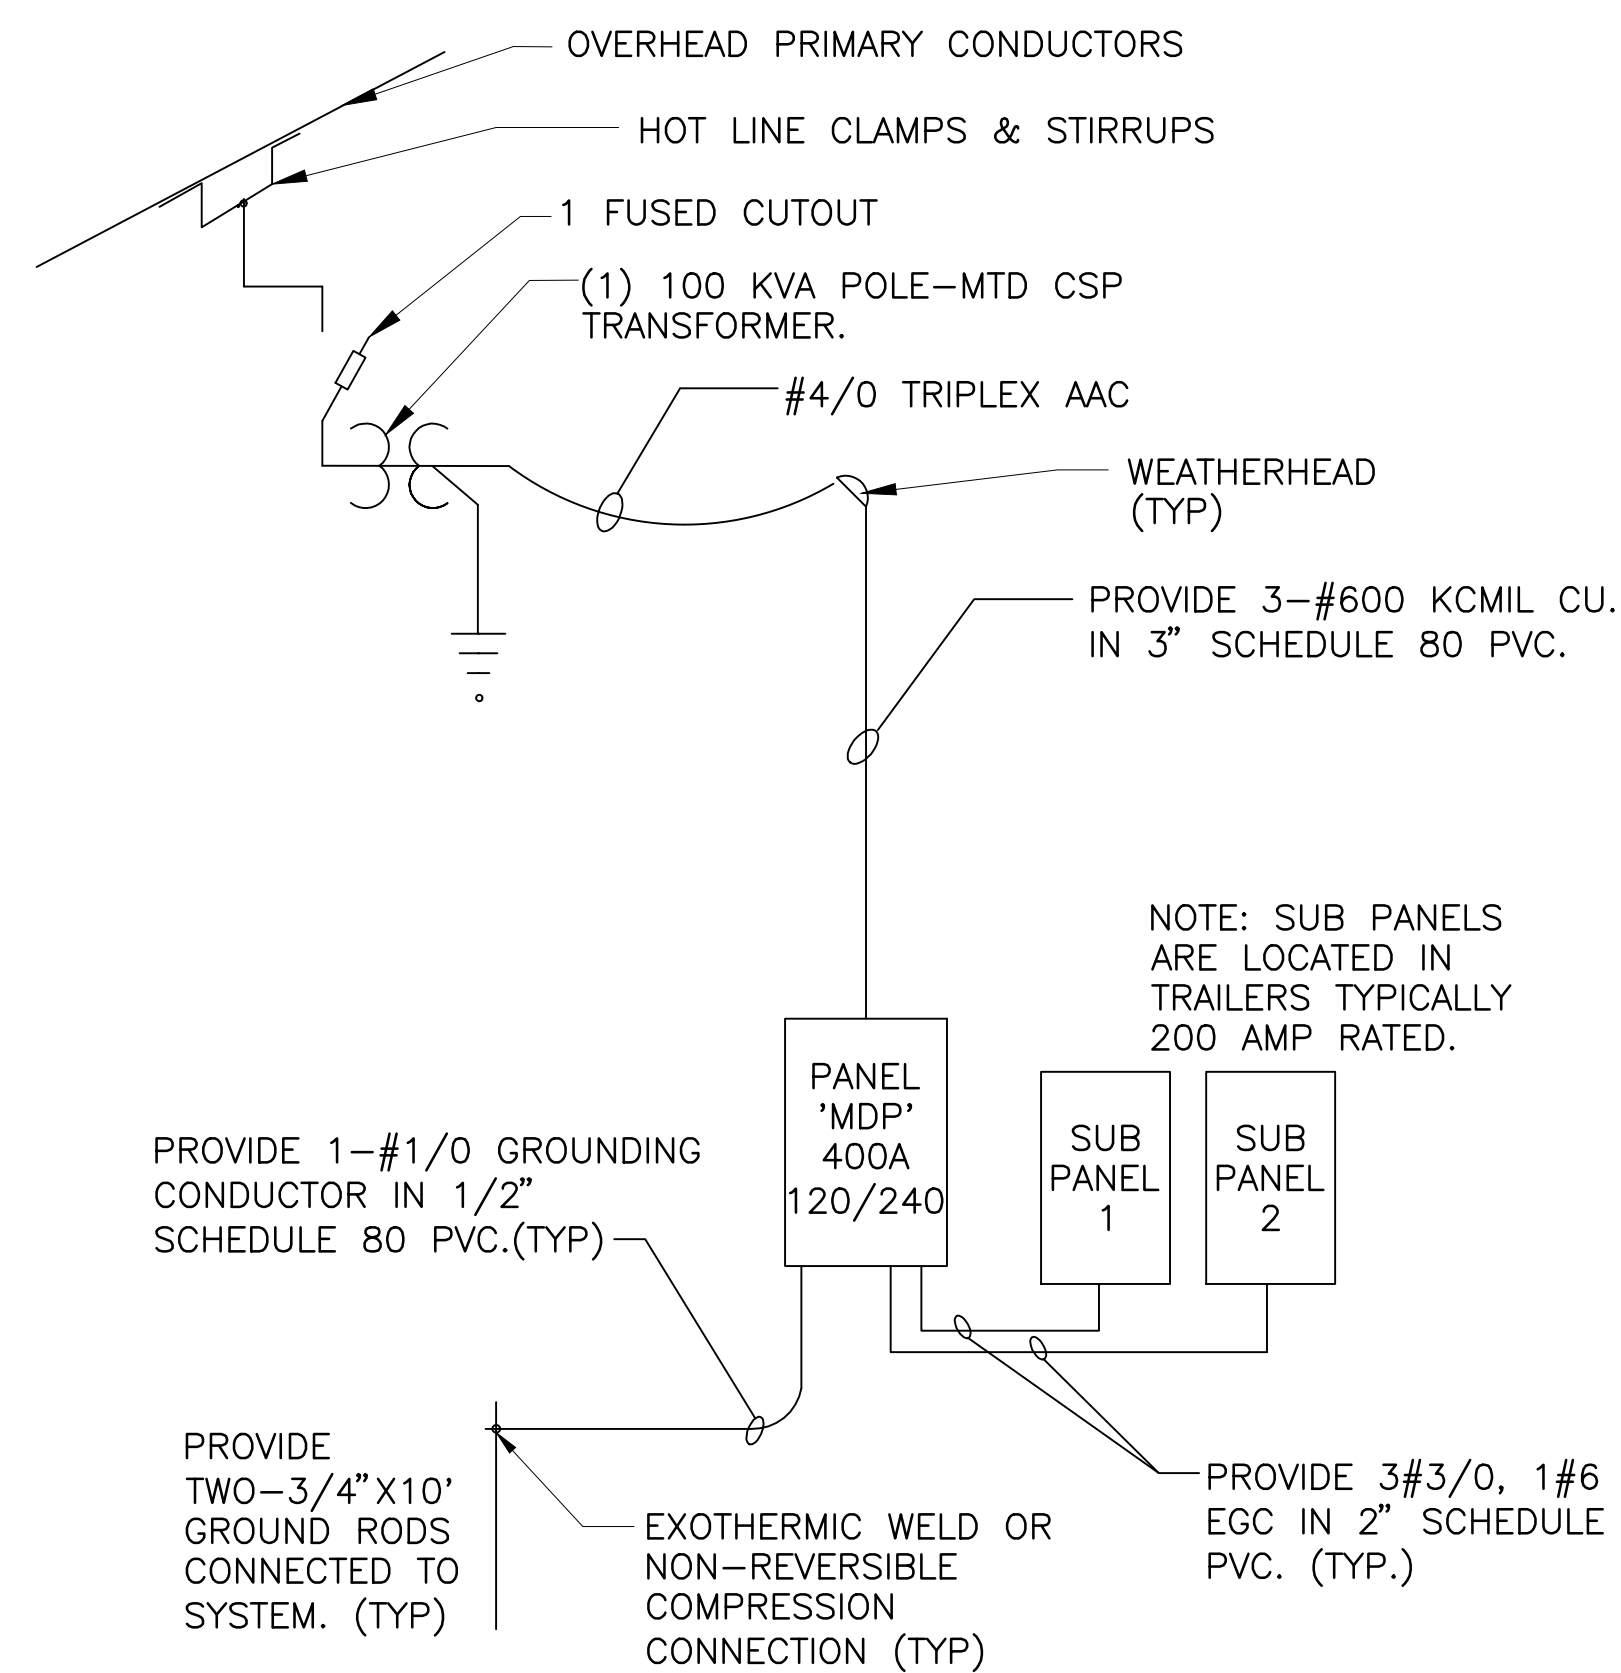 OVERHEAD PRIMARY CONDUCTORS
HOT LINE CLAMPS & STIRRUPS
1 FUSED CUTOUT
(1) 100 KVA POLE-MTD CSP
TRANSFORMER.
#4/0 TRIPLEX AAC
WEATHERHEAD
(TYP)
PROVIDE 3-#600 KCMIL CU.
IN 3" SCHEDULE 80 PVC.
NOTE: SUB PANELS
ARE LOCATED IN
TRAILERS TYPICALLY
200 AMP RATED.
PANEL
'MDP'
400A
120/240
SUB
PANEL
1
SUB
PANEL
2
PROVIDE 1-#1/0 GROUNDING
CONDUCTOR IN 1/2"
SCHEDULE 80 PVC.(TYP)
PROVIDE
TWO-3/4"X10'
GROUND RODS
CONNECTED TO
SYSTEM. (TYP)
EXOTHERMIC WELD OR
NON-REVERSIBLE
COMPRESSION
CONNECTION (TYP)
PROVIDE 3#3/0, 1#6
EGC IN 2" SCHEDULE
PVC. (TYP.)